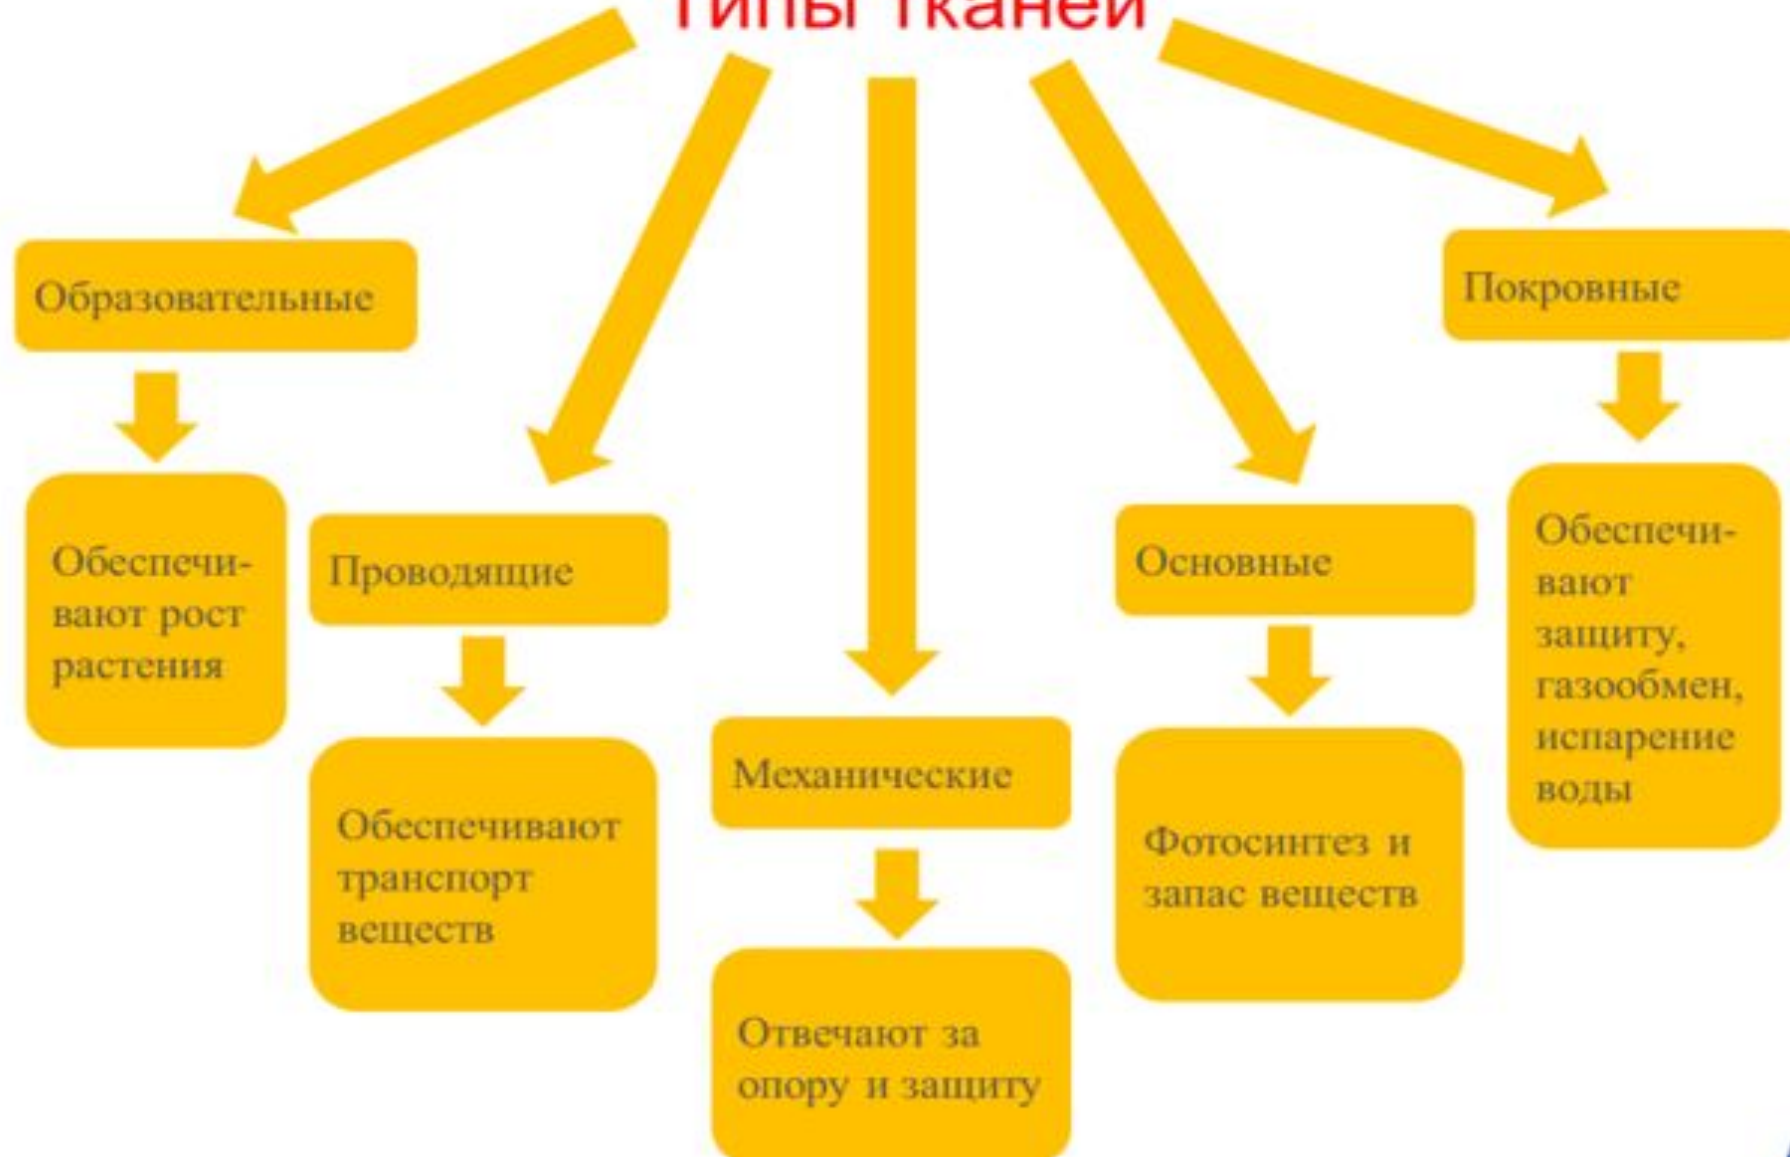 Типы тканей
Образовательные
Обеспечи-
вают рост
растения
Проводящие
Обеспечивают
транспорт
веществ
Механические
Отвечают за
опору и защиту
Основные
Фотосинтез и
запас веществ
Покровные
Обеспечи-
вают
защиту,
газообмен,
испарение
воды